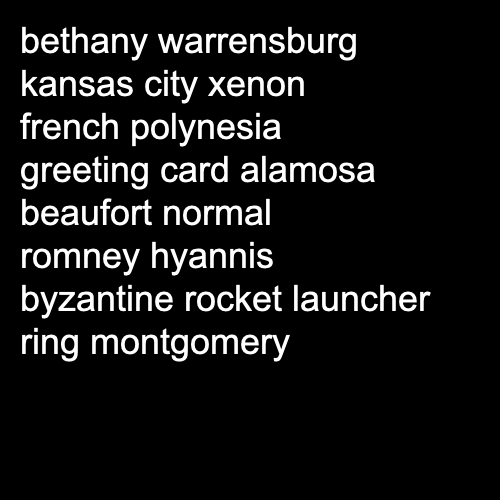 bethany warrensburg
kansas city xenon
french polynesia
greeting card alamosa
beaufort normal
romney hyannis
byzantine rocket launcher
ring montgomery